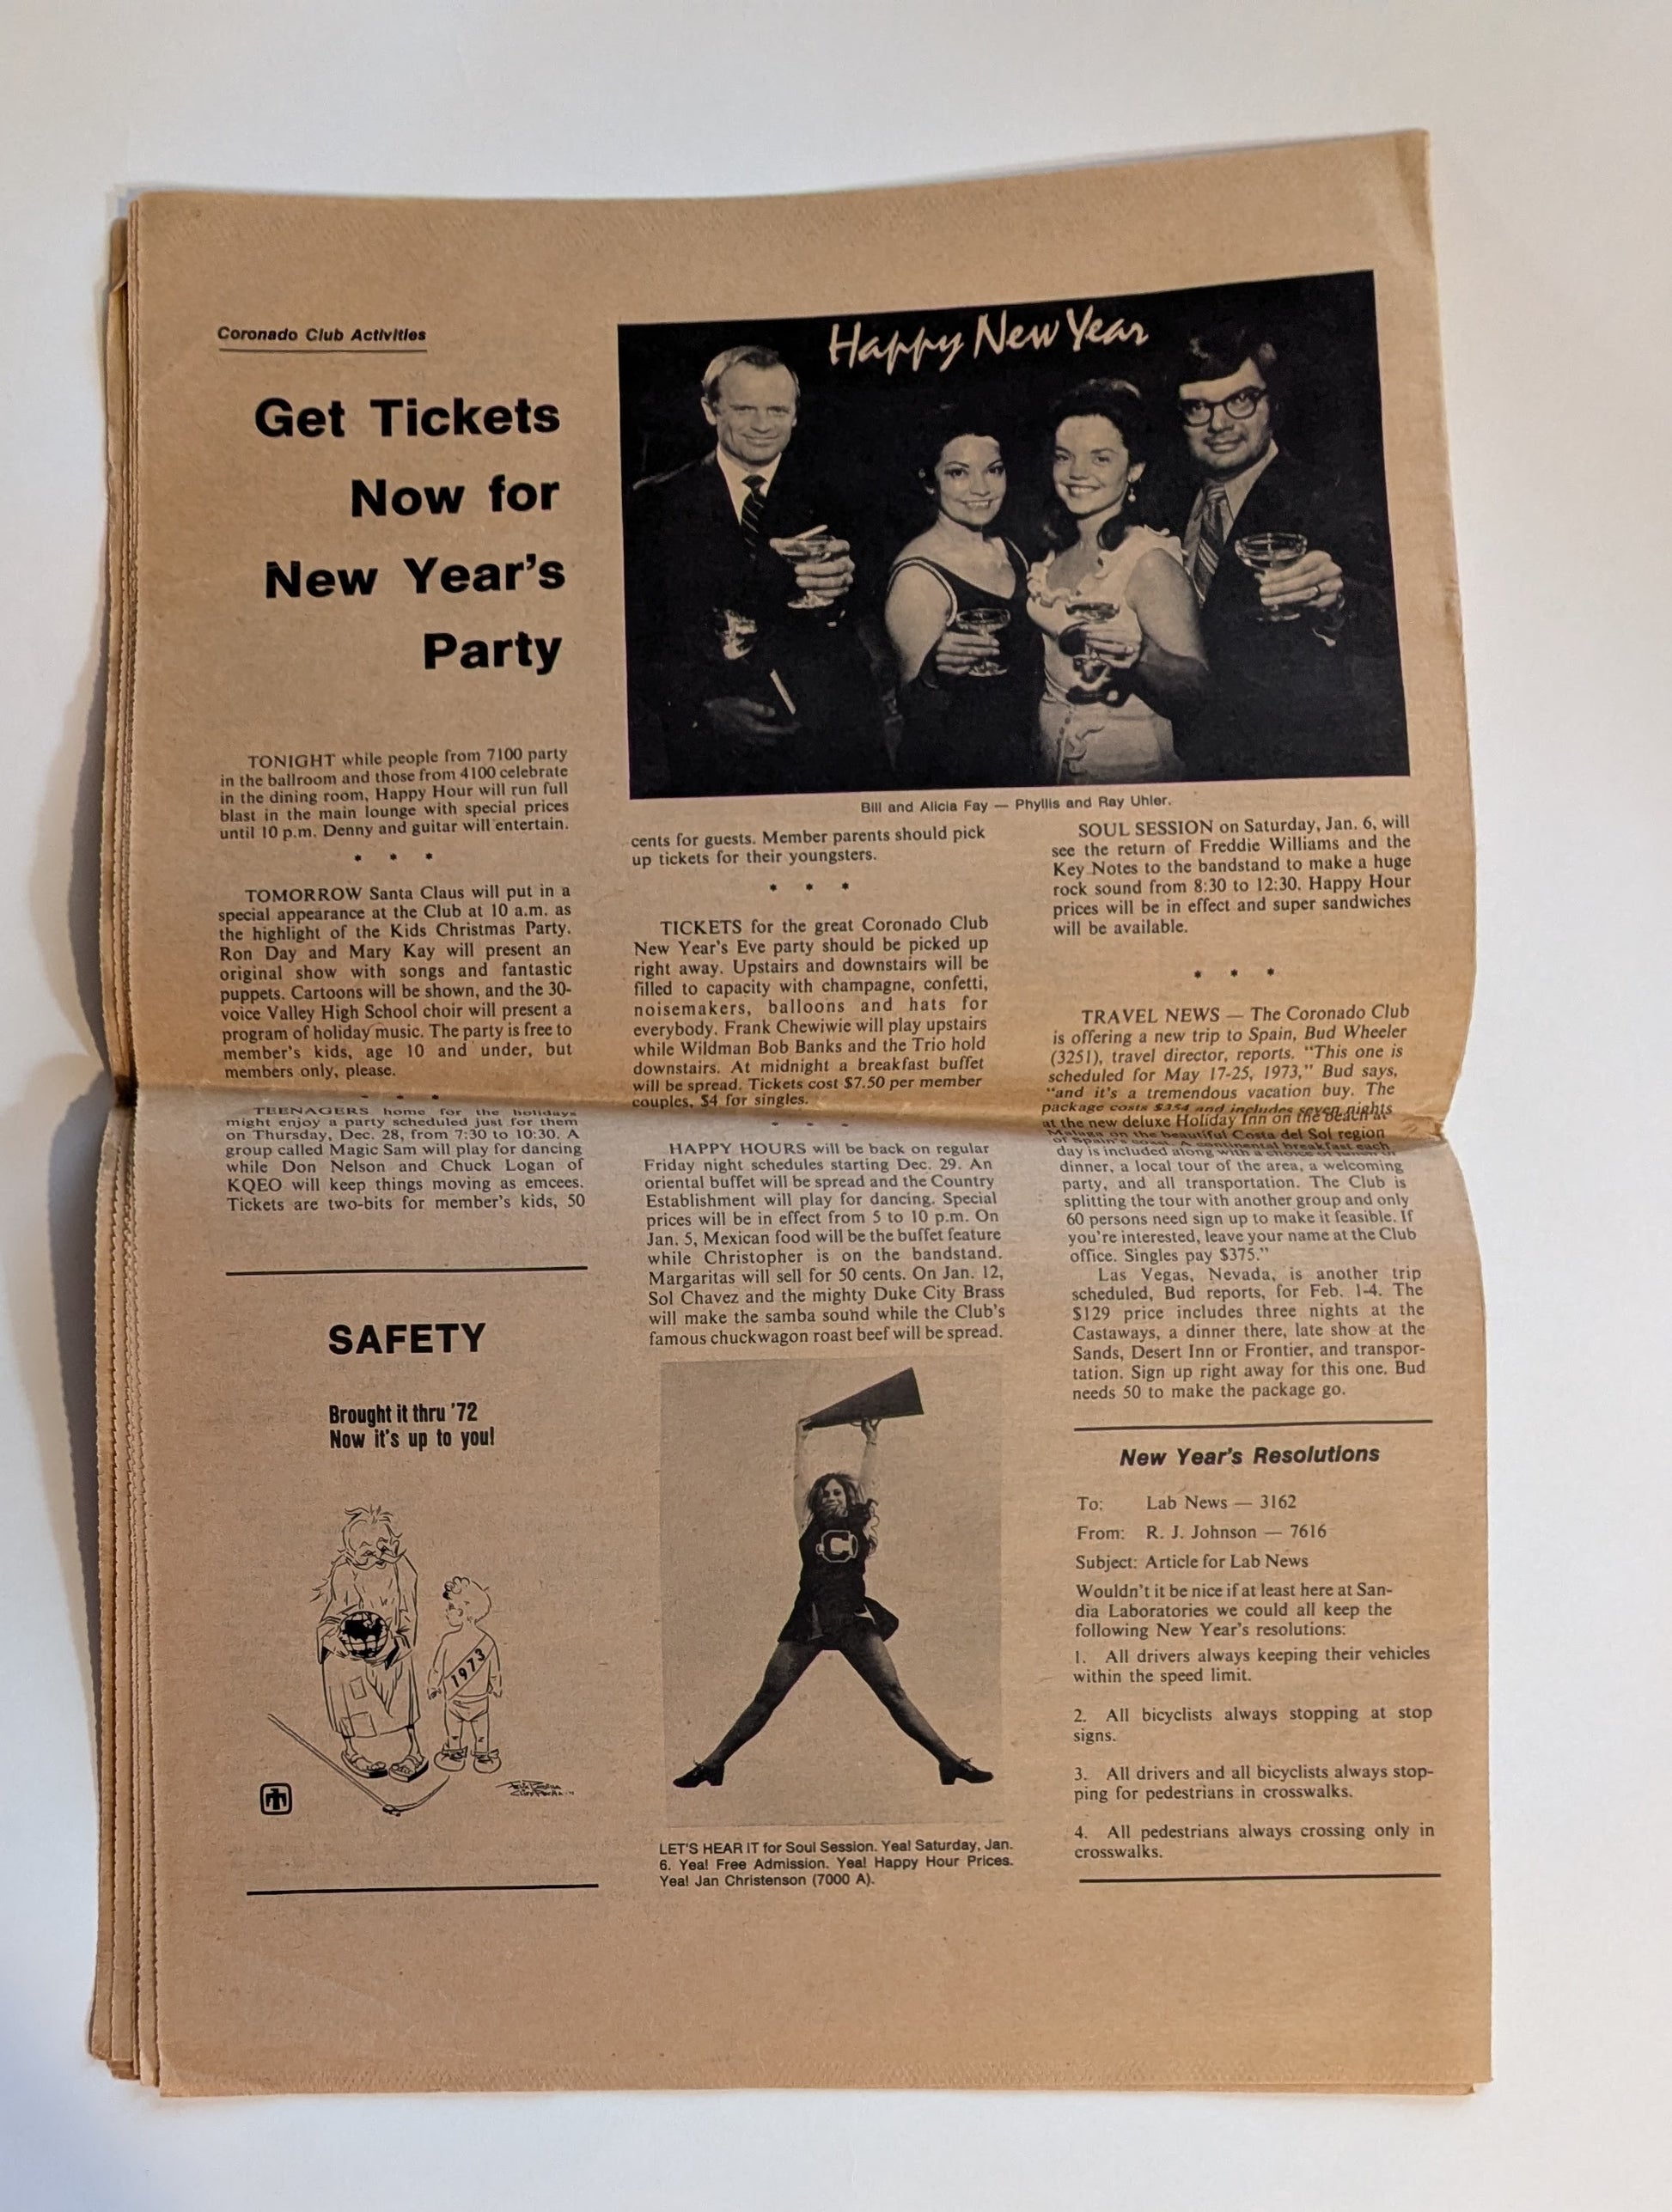 Coronado Club Activities
Get Tickets
Now for
New Year's
Party
TONIGHT while people from 7100 party
in the ballroom and those from 4100 celebrate
in the dining room, Happy Hour will run full
blast in the main lounge with special prices
until 10 p.m. Denny and guitar will entertain.
* * *
TOMORROW Santa Claus will put in a
special appearance at the Club at 10 a.m. as
the highlight of the Kids Christmas Party.
Ron Day and Mary Kay will present an
original show with songs and fantastic
puppets. Cartoons will be shown, and the 30-
voice Valley High School choir will present a
program of holiday music. The party is free to
member's kids, age 10 and under, but
members only, please.
* * *
TEENAGERS home for the holidays
might enjoy a party scheduled just for them
on Thursday, Dec. 28, from 7:30 to 10:30. A
group called Magic Sam will play for dancing
while Don Nelson and Chuck Logan of
KQEO will keep things moving as emcees.
Tickets are two-bits for member's kids, 50
SAFETY
Brought it thru '72
Now it's up to you!
1973
Happy New Year
Bill and Alicia Fay — Phyllis and Ray Uhler.
cents for guests. Member parents should pick
up tickets for their youngsters.
* * *
TICKETS for the great Coronado Club
New Year's Eve party should be picked up
right away. Upstairs and downstairs will be
filled to capacity with champagne, confetti,
noisemakers, balloons and hats for
everybody. Frank Chewiwie will play upstairs
while Wildman Bob Banks and the Trio hold
downstairs. At midnight a breakfast buffet
will be spread. Tickets cost $7.50 per member
couples, $4 for singles.
* * *
HAPPY HOURS will be back on regular
Friday night schedules starting Dec. 29. An
oriental buffet will be spread and the Country
Establishment will play for dancing. Special
prices will be in effect from 5 to 10 p.m. On
Jan. 5, Mexican food will be the buffet feature
while Christopher is on the bandstand.
Margaritas will sell for 50 cents. On Jan. 12,
Sol Chavez and the mighty Duke City Brass
will make the samba sound while the Club's
famous chuckwagon roast beef will be spread.
C
LET'S HEAR IT for Soul Session. Yea! Saturday, Jan.
6. Yea! Free Admission. Yea! Happy Hour Prices.
Yea! Jan Christenson (7000 A).
SOUL SESSION on Saturday, Jan. 6, will
see the return of Freddie Williams and the
Key Notes to the bandstand to make a huge
rock sound from 8:30 to 12:30. Happy Hour
prices will be in effect and super sandwiches
will be available.
* * *
TRAVEL NEWS — The Coronado Club
is offering a new trip to Spain, Bud Wheeler
(3251), travel director, reports. "This one is
scheduled for May 17-25, 1973," Bud says,
"and it's a tremendous vacation buy. The
package costs $354 and includes seven nights
at the new deluxe Holiday Inn on the beach at
Malaga on the beautiful Costa del Sol region
of Spain's coast. A continental breakfast each
day is included along with a choice of lunch or
dinner, a local tour of the area, a welcoming
party, and all transportation. The Club is
splitting the tour with another group and only
60 persons need sign up to make it feasible. If
you're interested, leave your name at the Club
office. Singles pay $375."
Las Vegas, Nevada, is another trip
scheduled, Bud reports, for Feb. 1-4. The
$129 price includes three nights at the
Castaways, a dinner there, late show at the
Sands, Desert Inn or Frontier, and transpor-
tation. Sign up right away for this one. Bud
needs 50 to make the package go.
New Year's Resolutions
To: Lab News — 3162
From: R. J. Johnson — 7616
Subject: Article for Lab News
Wouldn't it be nice if at least here at San-
dia Laboratories we could all keep the
following New Year's resolutions:
1. All drivers always keeping their vehicles
within the speed limit.
2. All bicyclists always stopping at stop
signs.
3. All drivers and all bicyclists always stop-
ping for pedestrians in crosswalks.
4. All pedestrians always crossing only in
crosswalks.